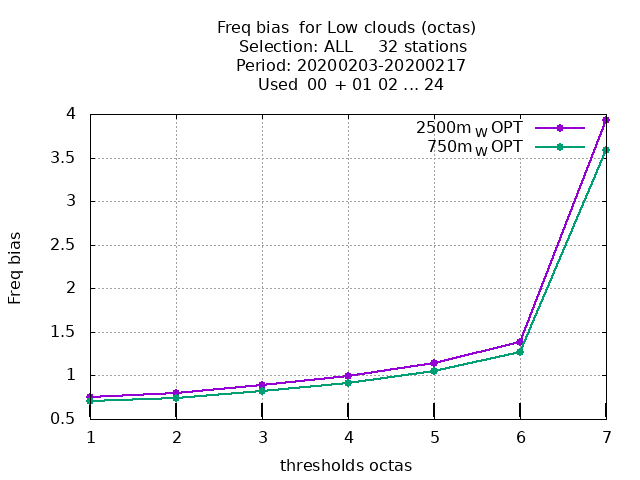 Freq bias  for Low clouds (octas)
Selection: ALL     32 stations
Period: 20200203-20200217
Used  00 + 01 02 ... 24
2500m W OPT
750m W OPT
4
3.5
3
2.5
2
1.5
1
0.5
Freq bias
1 2 3 4 5 6 7
thresholds octas